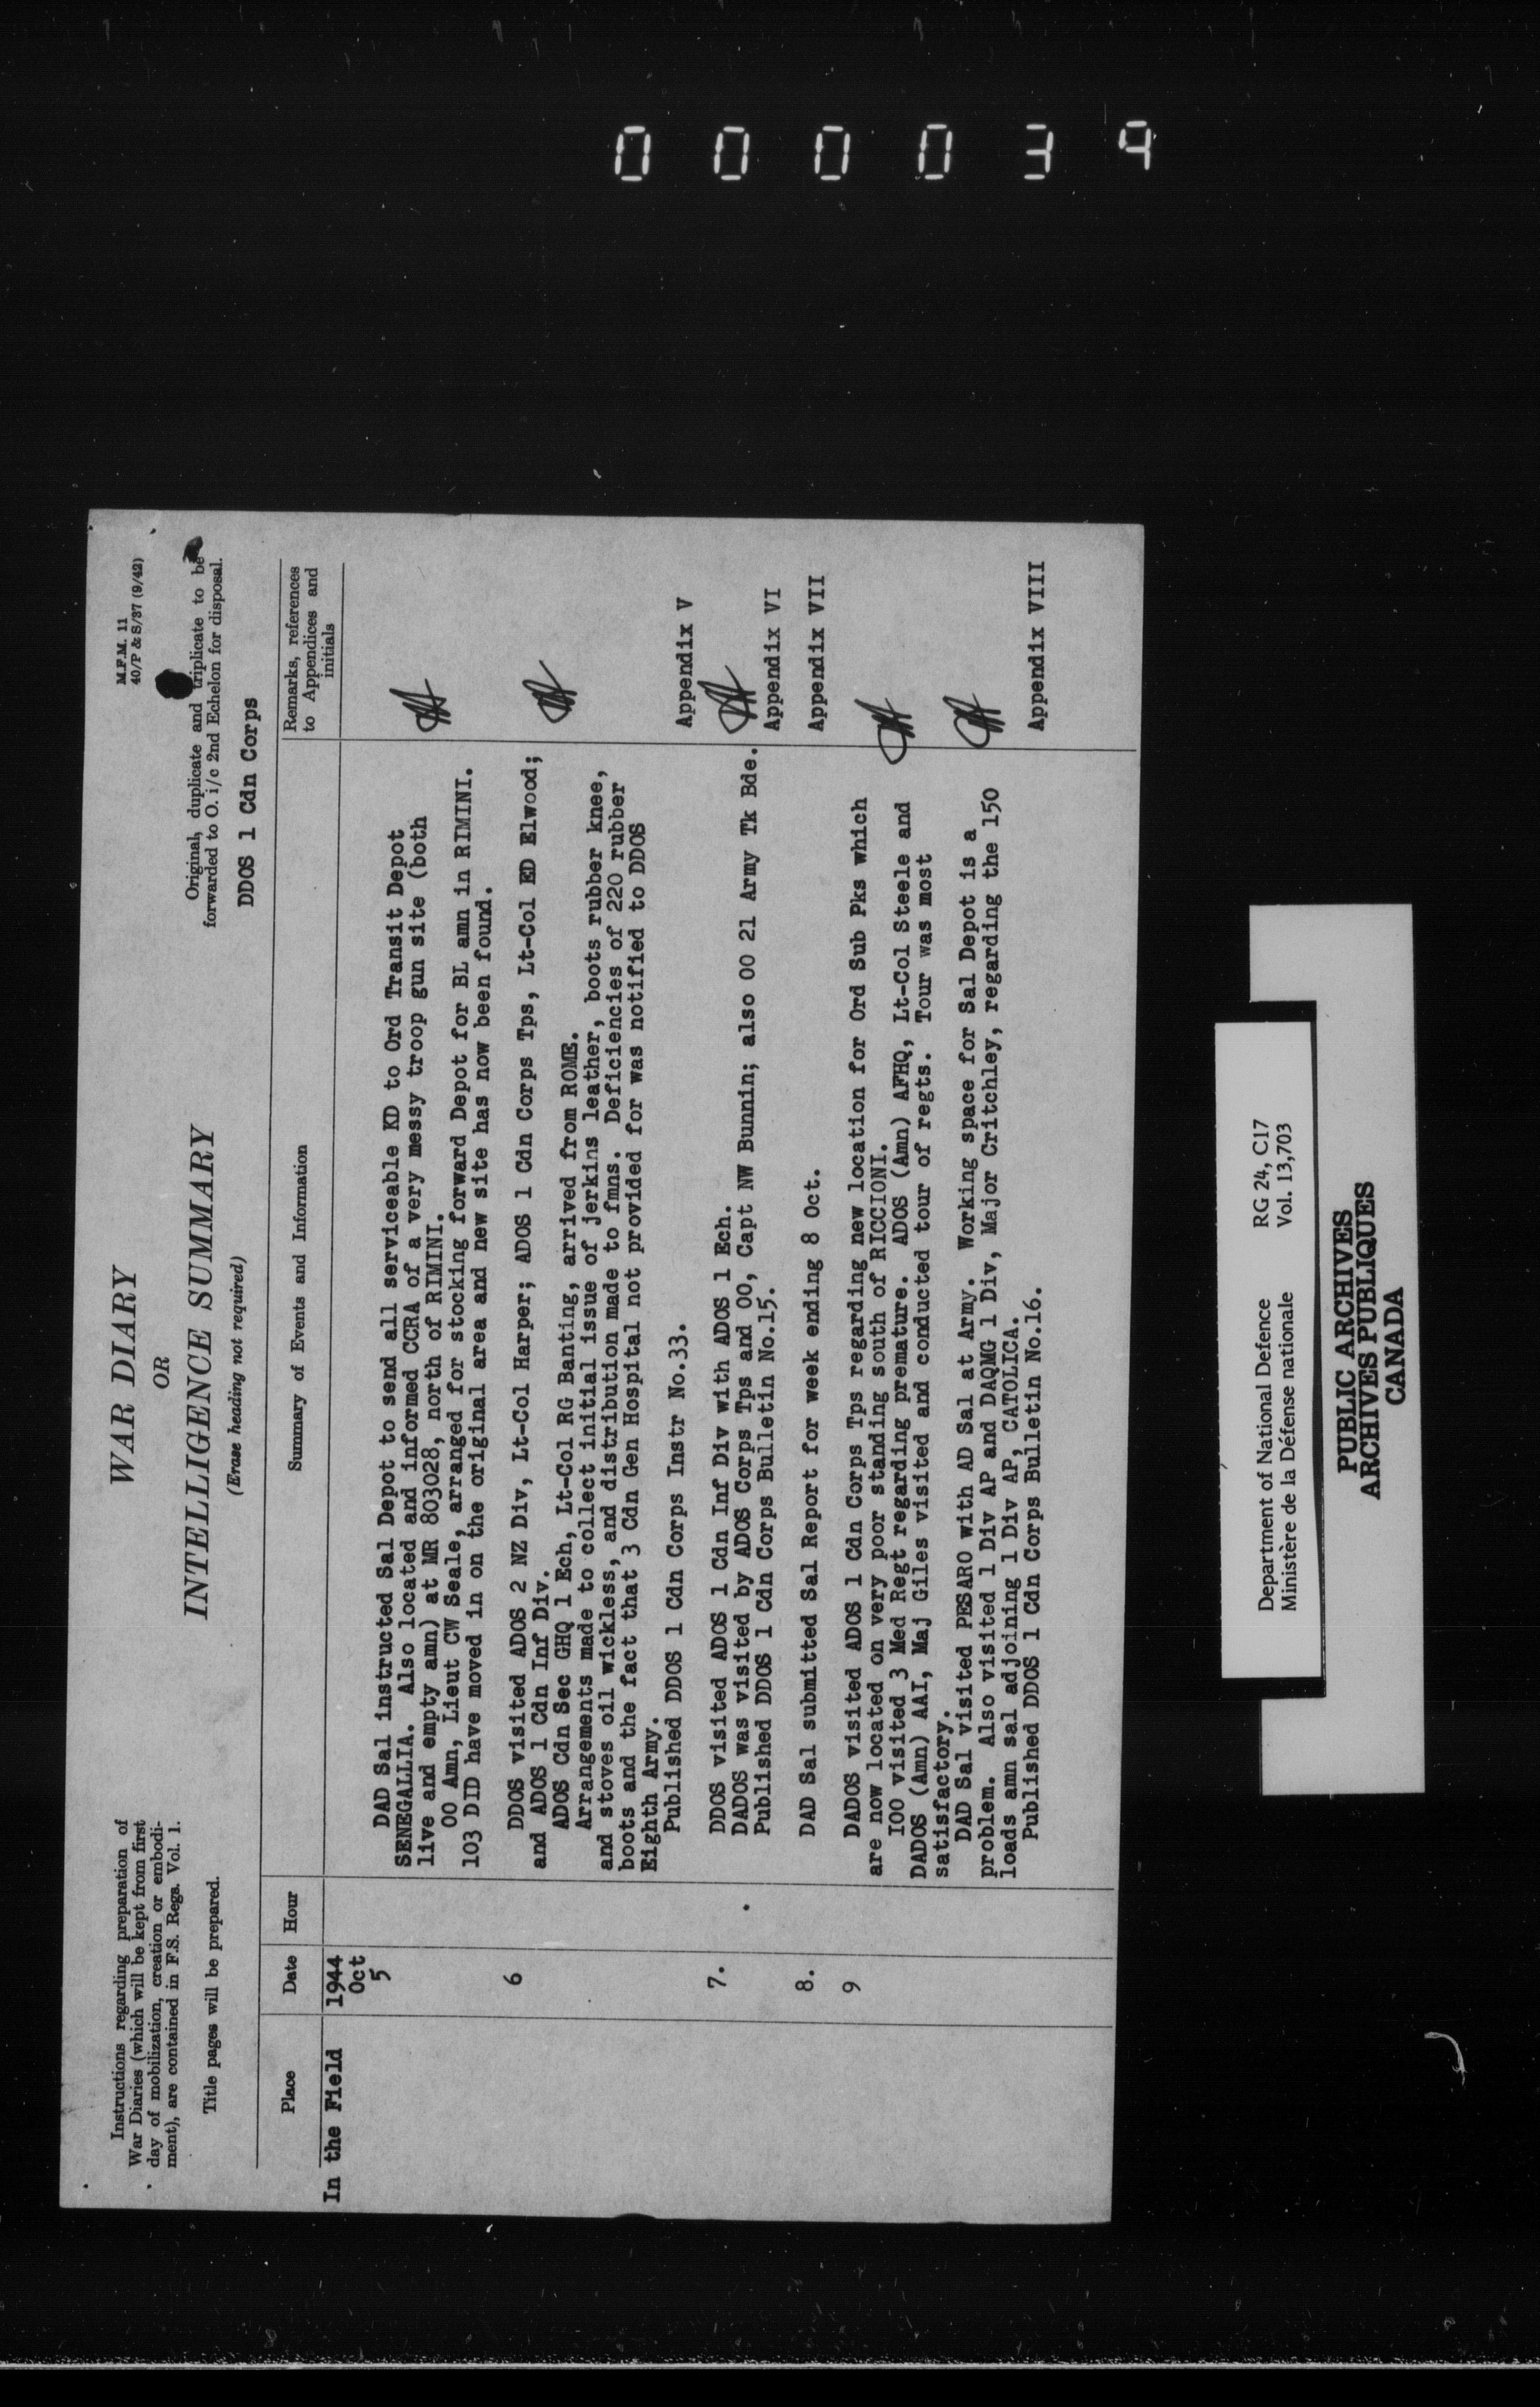 000034
Instructions regarding preparation of
War Diaries (which will be kept from first
day of mobilization, creation or embodi-
ment), are contained in F.S. Regs. Vol. 1.
Title pages will be prepared.
WAR DIARY
OR
INTELLIGENCE SUMMARY
(Erase heading not required)
M.F.M. 11
40/P & S/37 (9/42)
Original, duplicate and triplicate to be
forwarded to O. i/c 2nd Echelon for disposal.
DDOS 1 Cdn Corps
Place Date Hour Summary of Events and Information Remarks, references
to Appendices and
initials
In the Field 1944
Oct
5 DAD Sal instructed Sal Depot to send all serviceable KD to Ord Transit Depot
SENEGALLIA. Also located and informed CCRA of a very messy troop gun site (both
live and empty amn) at MR 803028, north of RIMINI.
OO Amn, Lieut CW Seale, arranged for stocking forward Depot for BL amn in RIMINI.
103 DID have moved in on the original area and new site has now been found.
6 DDOS visited ADOS 2 NZ Div, Lt-Col Harper; ADOS 1 Cdn Corps Tps, Lt-Col ED Elwood;
and ADOS 1 Cdn Inf Div.
ADOS Cdn Sec GHQ 1 Ech, Lt-Col RG Banting, arrived from ROME.
Arrangements made to collect initial issue of jerkins leather, boots rubber knee,
and stoves oil wickless, and distribution made to fmns. Deficiencies of 220 rubber
boots and the fact that 3 Cdn Gen Hospital not provided for was notified to DDOS
Eighth Army.
Published DDOS 1 Cdn Corps Instr No.33. Appendix V
7. DDOS visited ADOS 1 Cdn Inf Div with ADOS 1 Ech.
DADOS was visited by ADOS Corps Tps and OO, Capt NW Bunnin; also OO 21 Army Tk Bde.
Published DDOS 1 Cdn Corps Bulletin No.15. Appendix VI
8. DAD Sal submitted Sal Report for week ending 8 Oct. Appendix VII
9 DADOS visited ADOS 1 Cdn Corps Tps regarding new location for Ord Sub Pks which
are now located on very poor standing south of RICCIONI.
IOO visited 3 Med Regt regarding premature. ADOS (Amn) AFHQ, Lt-Col Steele and
DADOS (Amn) AAI, Maj Giles visited and conducted tour of regts. Tour was most
satisfactory.
DAD Sal visited PESARO with AD Sal at Army. Working space for Sal Depot is a
problem. Also visited 1 Div AP and DAQMG 1 Div, Major Critchley, regarding the 150
loads amn sal adjoining 1 Div AP, CATOLICA.
Published DDOS 1 Cdn Corps Bulletin No.16. Appendix VIII
Department of National Defence RG 24, C17
Ministère de la Défense nationale Vol. 13,703
PUBLIC ARCHIVES
ARCHIVES PUBLIQUES
CANADA